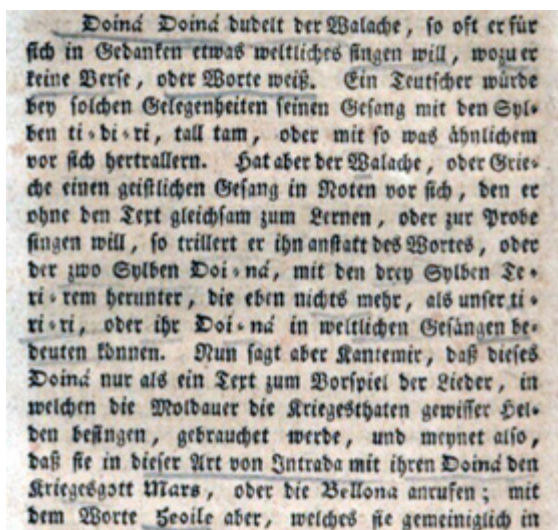 Doiná Doiná dudelt der Walache, so oft er für
sich in Gedanken etwas weltliches singen will, wozu er
keine Verse, oder Worte weiß. Ein Teutscher würde
bey solchen Gelegenheiten seinen Gesang mit den Syl-
ben ti-di-ri, tall tam, oder mit so was ähnlichem
vor sich hertrallern. Hat aber der Walache, oder Grie-
che einen geistlichen Gesang in Noten vor sich, den er
ohne den Text gleichsam zum Lernen, oder zur Probe
singen will, so trillert er ihn anstatt des Wortes, oder
der zwo Sylben Doi-ná, mit den drey Sylben Te-
ri-rem herunter, die eben nichts mehr, als unser ti-
ri-ri, oder ihr Doi-ná in weltlichen Gesängen be-
deuten können. Nun sagt aber Kantemir, daß dieses
Doiná nur als ein Text zum Vorspiel der Lieder, in
welchen die Moldauer die Kriegesthaten gewisser Hel-
den besingen, gebrauchet werde, und meynet also,
daß sie in dieser Art von Intrada mit ihren Doiná den
Kriegesgott Mars, oder die Bellona anrufen; mit
dem Worte Heoile aber, welches sie gemeiniglich in